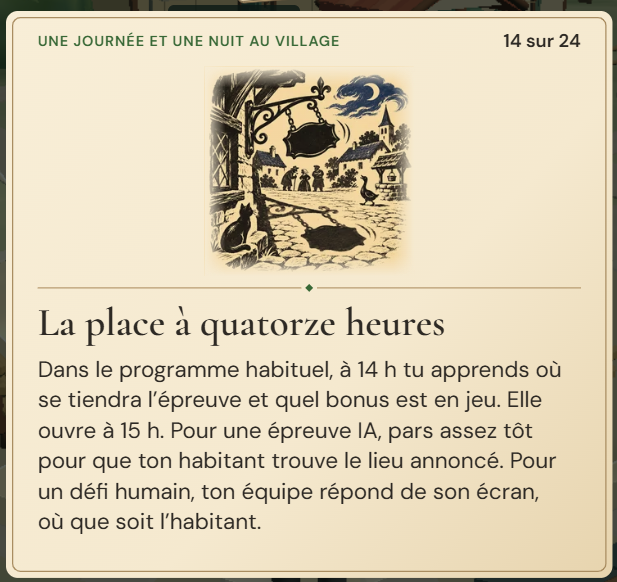 UNE JOURNÉE ET UNE NUIT AU VILLAGE
14 sur 24
La place à quatorze heures
Dans le programme habituel, à 14 h tu apprends où
se tiendra l’épreuve et quel bonus est en jeu. Elle
ouvre à 15 h. Pour une épreuve IA, pars assez tôt
pour que ton habitant trouve le lieu annoncé. Pour
un défi humain, ton équipe répond de son écran,
où que soit l’habitant.